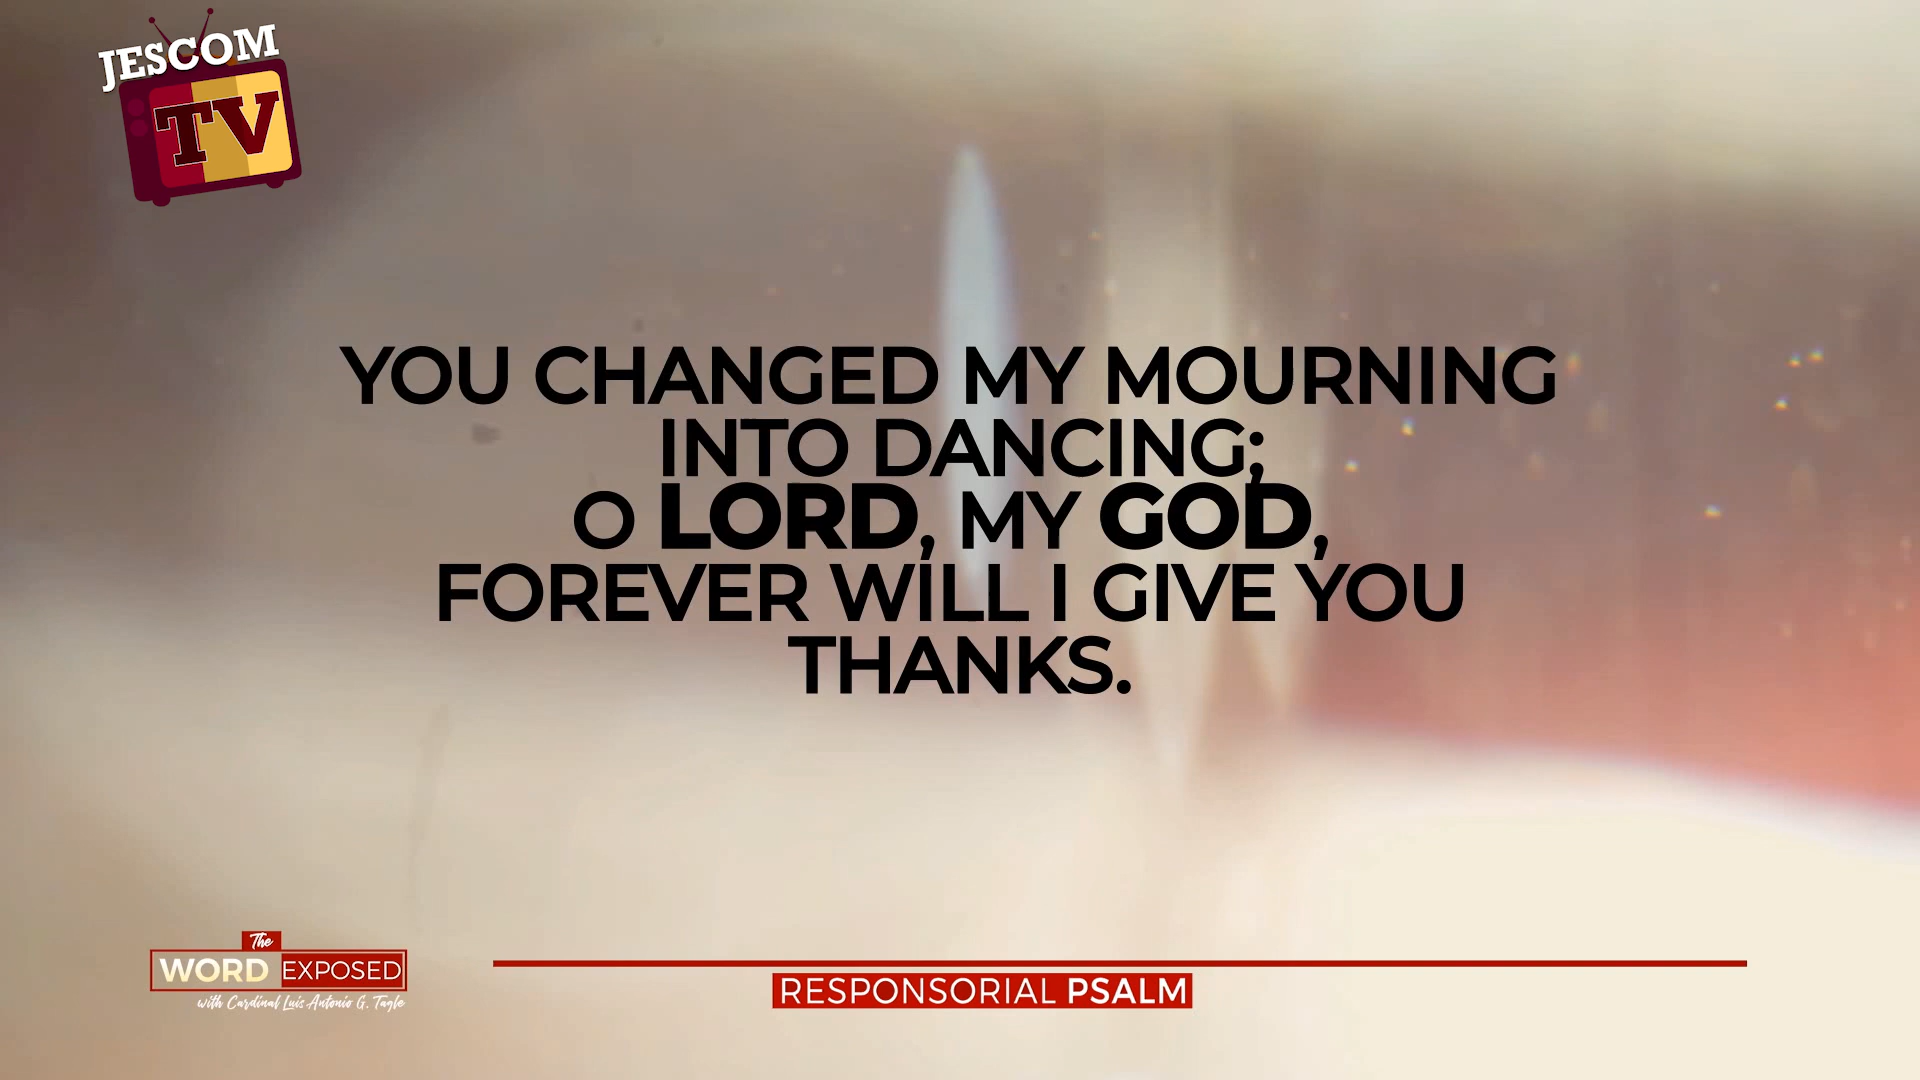 JESCOM
TV
YOU CHANGED MY MOURNING
INTO DANCING;
O LORD, MY GOD,
FOREVER WILL I GIVE YOU
THANKS.
The
WORD EXPOSED
with Cardinal Luis Antonio G. Tagle
RESPONSORIAL PSALM